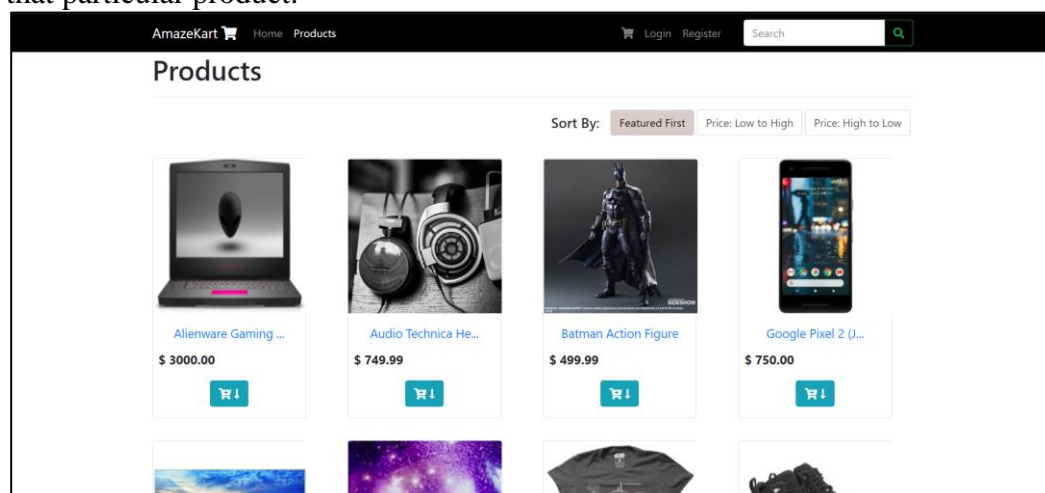 that particular product.
AmazeKart Home Products Login Register Search
Products
Sort By: Featured First Price: Low to High Price: High to Low
Alienware Gaming ... Audio Technica He... Batman Action Figure Google Pixel 2 (J...
$ 3000.00 $ 749.99 $ 499.99 $ 750.00